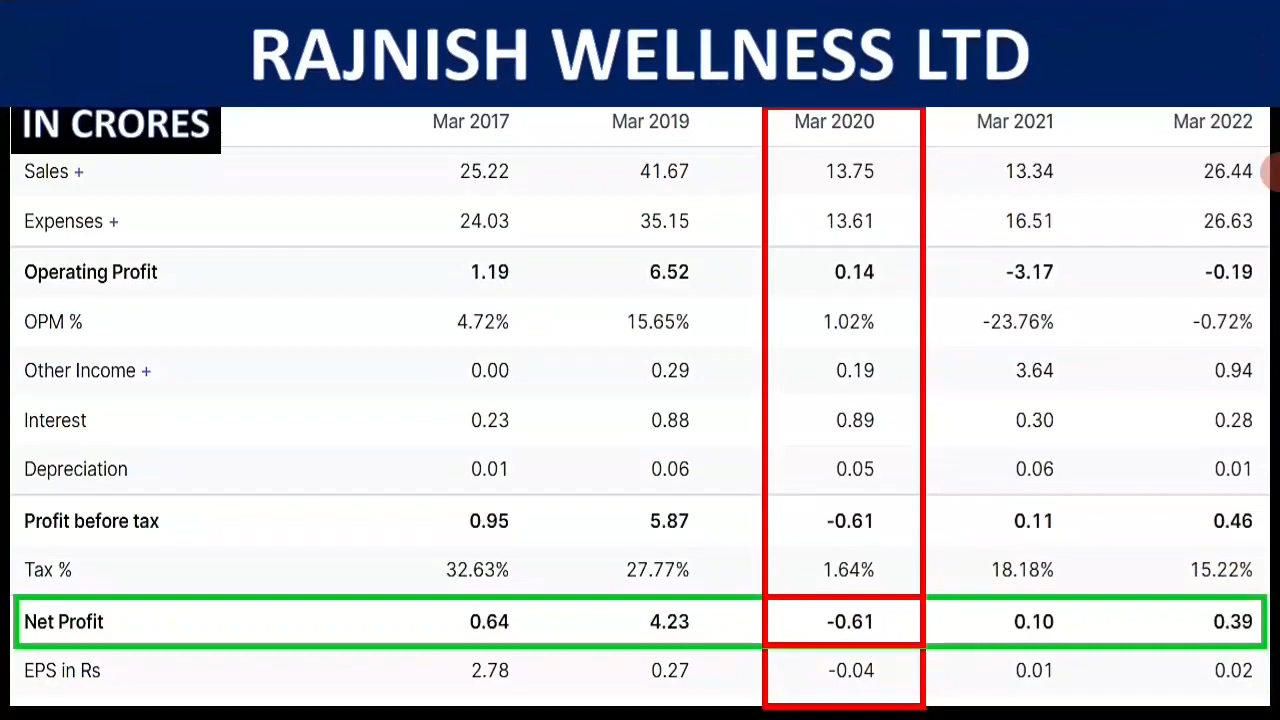 RAJNISH WELLNESS LTD
IN CRORES Mar 2017 Mar 2019 Mar 2020 Mar 2021 Mar 2022
Sales + 25.22 41.67 13.75 13.34 26.44
Expenses + 24.03 35.15 13.61 16.51 26.63
Operating Profit 1.19 6.52 0.14 -3.17 -0.19
OPM % 4.72% 15.65% 1.02% -23.76% -0.72%
Other Income + 0.00 0.29 0.19 3.64 0.94
Interest 0.23 0.88 0.89 0.30 0.28
Depreciation 0.01 0.06 0.05 0.06 0.01
Profit before tax 0.95 5.87 -0.61 0.11 0.46
Tax % 32.63% 27.77% 1.64% 18.18% 15.22%
Net Profit 0.64 4.23 -0.61 0.10 0.39
EPS in Rs 2.78 0.27 -0.04 0.01 0.02